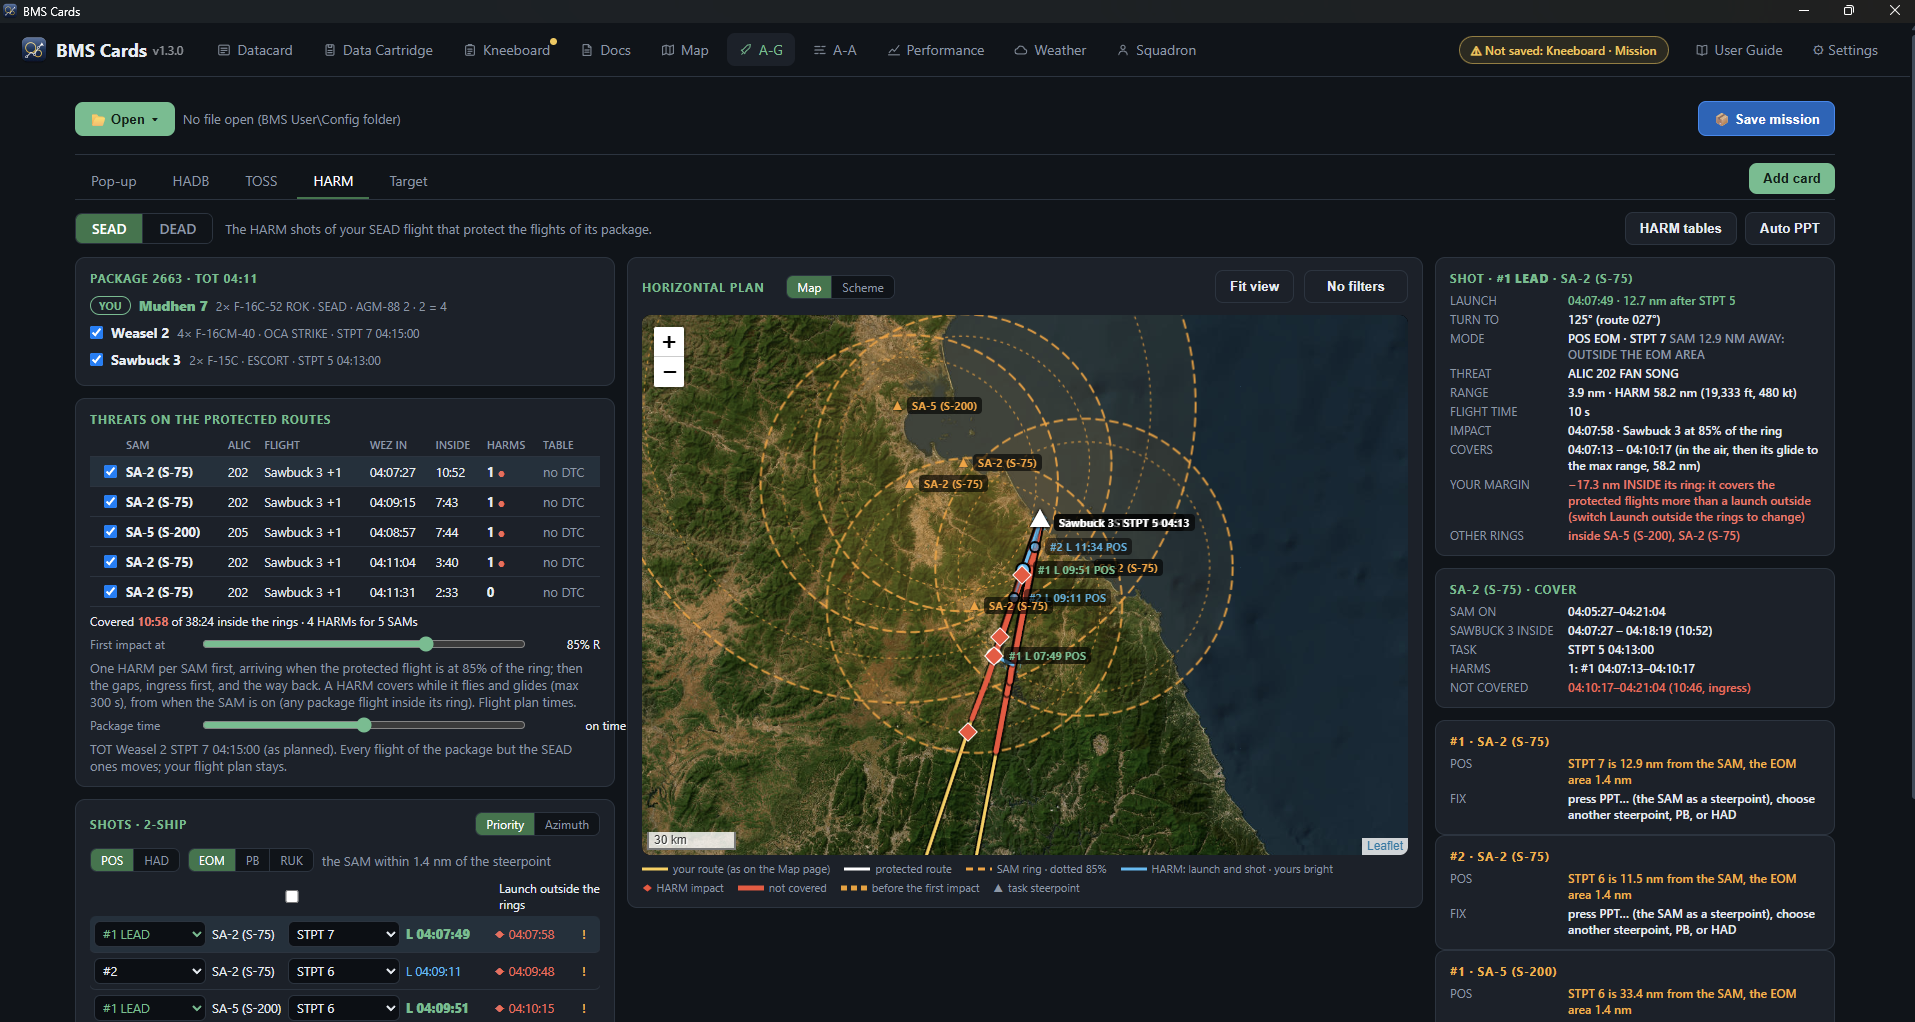 BMS Cards
BMS Cards v1.3.0
Datacard
Data Cartridge
Kneeboard
Docs
Map
A-G
A-A
Performance
Weather
Squadron
Not saved: Kneeboard · Mission
User Guide
Settings
Open
No file open (BMS User\Config folder)
Save mission
Pop-up
HADB
TOSS
HARM
Target
Add card
SEAD
DEAD
The HARM shots of your SEAD flight that protect the flights of its package.
HARM tables
Auto PPT
PACKAGE 2663 · TOT 04:11
YOU Mudhen 7 2× F-16C-52 ROK · SEAD · AGM-88 2 · 2 = 4
Weasel 2 4× F-16CM-40 · OCA STRIKE · STPT 7 04:15:00
Sawbuck 3 2× F-15C · ESCORT · STPT 5 04:13:00
THREATS ON THE PROTECTED ROUTES
SAM ALIC FLIGHT WEZ IN INSIDE HARMS TABLE
SA-2 (S-75) 202 Sawbuck 3 +1 04:07:27 10:52 1 no DTC
SA-2 (S-75) 202 Sawbuck 3 +1 04:09:15 7:43 1 no DTC
SA-5 (S-200) 205 Sawbuck 3 +1 04:08:57 7:44 1 no DTC
SA-2 (S-75) 202 Sawbuck 3 +1 04:11:04 3:40 1 no DTC
SA-2 (S-75) 202 Sawbuck 3 +1 04:11:31 2:33 0 no DTC
Covered 10:58 of 38:24 inside the rings · 4 HARMs for 5 SAMs
First impact at 85% R
One HARM per SAM first, arriving when the protected flight is at 85% of the ring; then
the gaps, ingress first, and the way back. A HARM covers while it flies and glides (max
300 s), from when the SAM is on (any package flight inside its ring). Flight plan times.
Package time on time
TOT Weasel 2 STPT 7 04:15:00 (as planned). Every flight of the package but the SEAD
ones moves; your flight plan stays.
SHOTS · 2-SHIP
Priority
Azimuth
POS
HAD
EOM
PB
RUK
the SAM within 1.4 nm of the steerpoint
Launch outside the
rings
#1 LEAD SA-2 (S-75) STPT 7 L 04:07:49 04:07:58 !
#2 SA-2 (S-75) STPT 6 L 04:09:11 04:09:48 !
#1 LEAD SA-5 (S-200) STPT 6 L 04:09:51 04:10:15 !
HORIZONTAL PLAN
Map
Scheme
Fit view
No filters
+
−
SA-5 (S-200)
SA-2 (S-75)
SA-2 (S-75)
Sawbuck 3 · STPT 5 04:13
#2 L 11:34 POS
#1 L 09:51 POS
2 (S-75)
#2 L 09:11 POS
SA-2 (S-75)
#1 L 07:49 POS
30 km
Leaflet
your route (as on the Map page)
protected route
SAM ring · dotted 85%
HARM: launch and shot · yours bright
HARM impact
not covered
before the first impact
task steerpoint
SHOT · #1 LEAD · SA-2 (S-75)
LAUNCH 04:07:49 · 12.7 nm after STPT 5
TURN TO 125° (route 027°)
MODE POS EOM · STPT 7 SAM 12.9 NM AWAY:
OUTSIDE THE EOM AREA
THREAT ALIC 202 FAN SONG
RANGE 3.9 nm · HARM 58.2 nm (19,333 ft, 480 kt)
FLIGHT TIME 10 s
IMPACT 04:07:58 · Sawbuck 3 at 85% of the ring
COVERS 04:07:13 – 04:10:17 (in the air, then its glide to
the max range, 58.2 nm)
YOUR MARGIN −17.3 nm INSIDE its ring: it covers the
protected flights more than a launch outside
(switch Launch outside the rings to change)
OTHER RINGS inside SA-5 (S-200), SA-2 (S-75)
SA-2 (S-75) · COVER
SAM ON 04:05:27–04:21:04
SAWBUCK 3 INSIDE 04:07:27 – 04:18:19 (10:52)
TASK STPT 5 04:13:00
HARMS 1: #1 04:07:13–04:10:17
NOT COVERED 04:10:17–04:21:04 (10:46, ingress)
#1 · SA-2 (S-75)
POS STPT 7 is 12.9 nm from the SAM, the EOM
area 1.4 nm
FIX press PPT... (the SAM as a steerpoint), choose
another steerpoint, PB, or HAD
#2 · SA-2 (S-75)
POS STPT 6 is 11.5 nm from the SAM, the EOM
area 1.4 nm
FIX press PPT... (the SAM as a steerpoint), choose
another steerpoint, PB, or HAD
#1 · SA-5 (S-200)
POS STPT 6 is 33.4 nm from the SAM, the EOM
area 1.4 nm